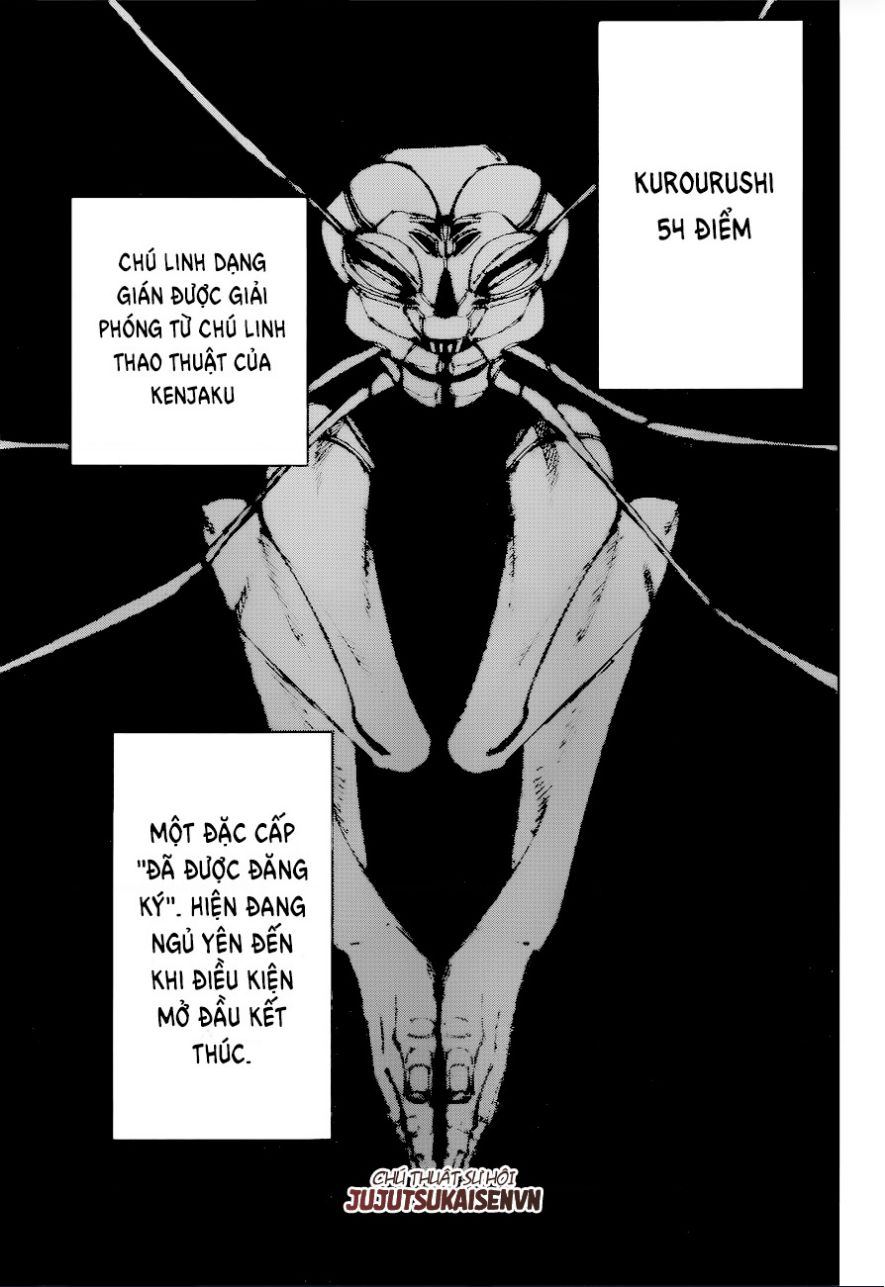 KUROURUSHI
54 ĐIỂM
CHÚ LINH DẠNG
GIÁN ĐƯỢC GIẢI
PHÓNG TỪ CHÚ LINH
THAO THUẬT CỦA
KENJAKU
MỘT ĐẶC CẤP
"ĐÃ ĐƯỢC ĐĂNG
KÝ". HIỆN ĐANG
NGỦ YÊN ĐẾN
KHI ĐIỀU KIỆN
MỞ ĐẦU KẾT
THÚC.
CHÚ THUẬT SƯ HỘI
JUJUTSUKAISENVN